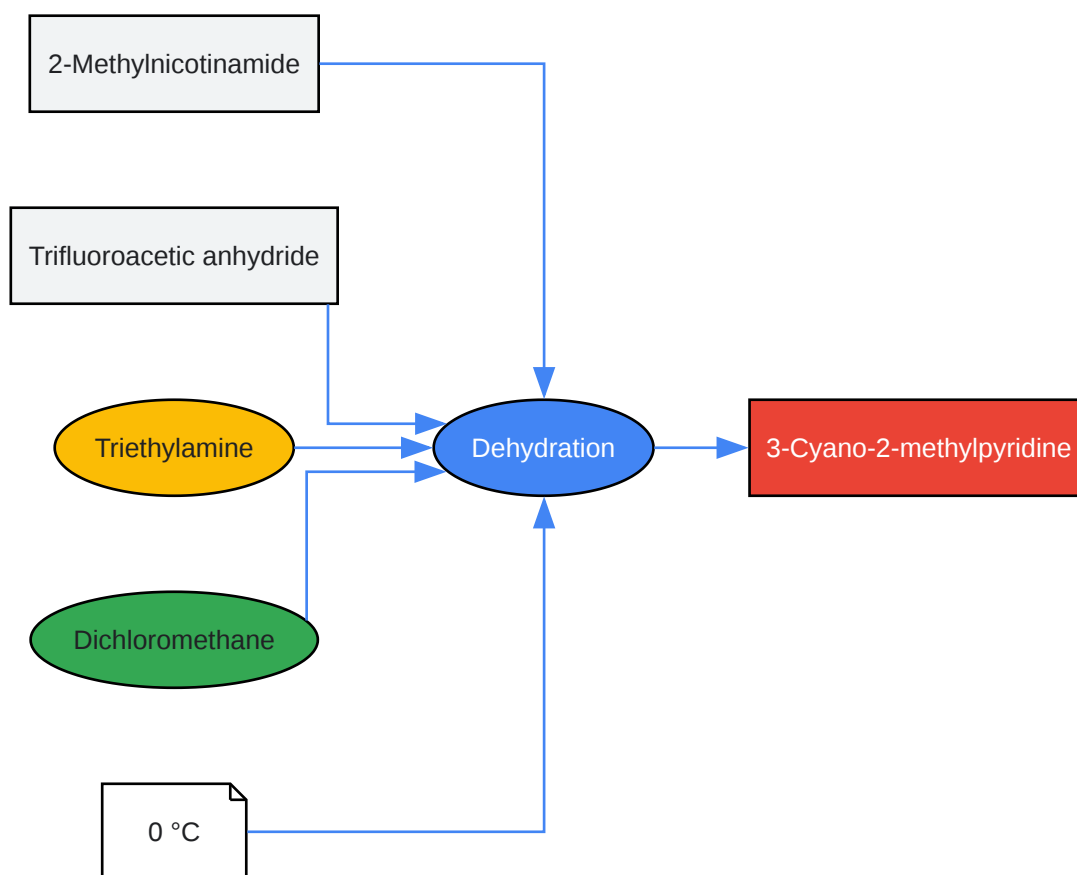 2-Methylnicotinamide
Trifluoroacetic anhydride
Triethylamine
Dehydration
3-Cyano-2-methylpyridine
Dichloromethane
0 °C